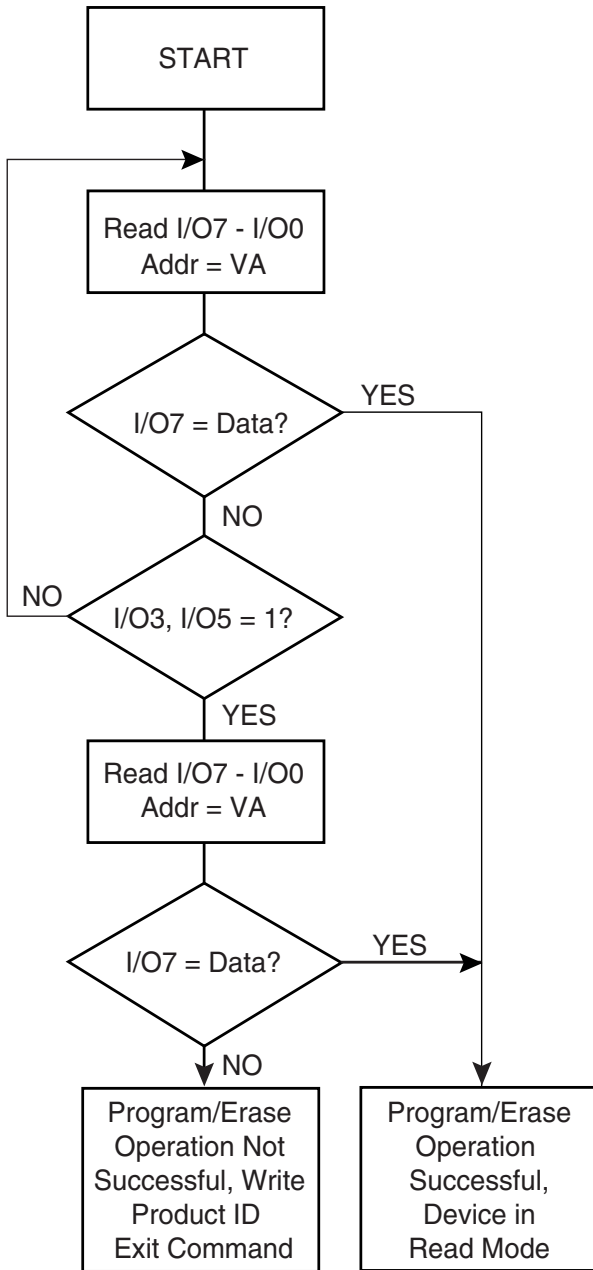 START
Read I/O7 - I/O0
Addr = VA
I/O7 = Data?
YES
NO
I/O3, I/O5 = 1?
NO
YES
Read I/O7 - I/O0
Addr = VA
I/O7 = Data?
YES
NO
Program/Erase
Operation Not
Successful, Write
Product ID
Exit Command
Program/Erase
Operation
Successful,
Device in
Read Mode